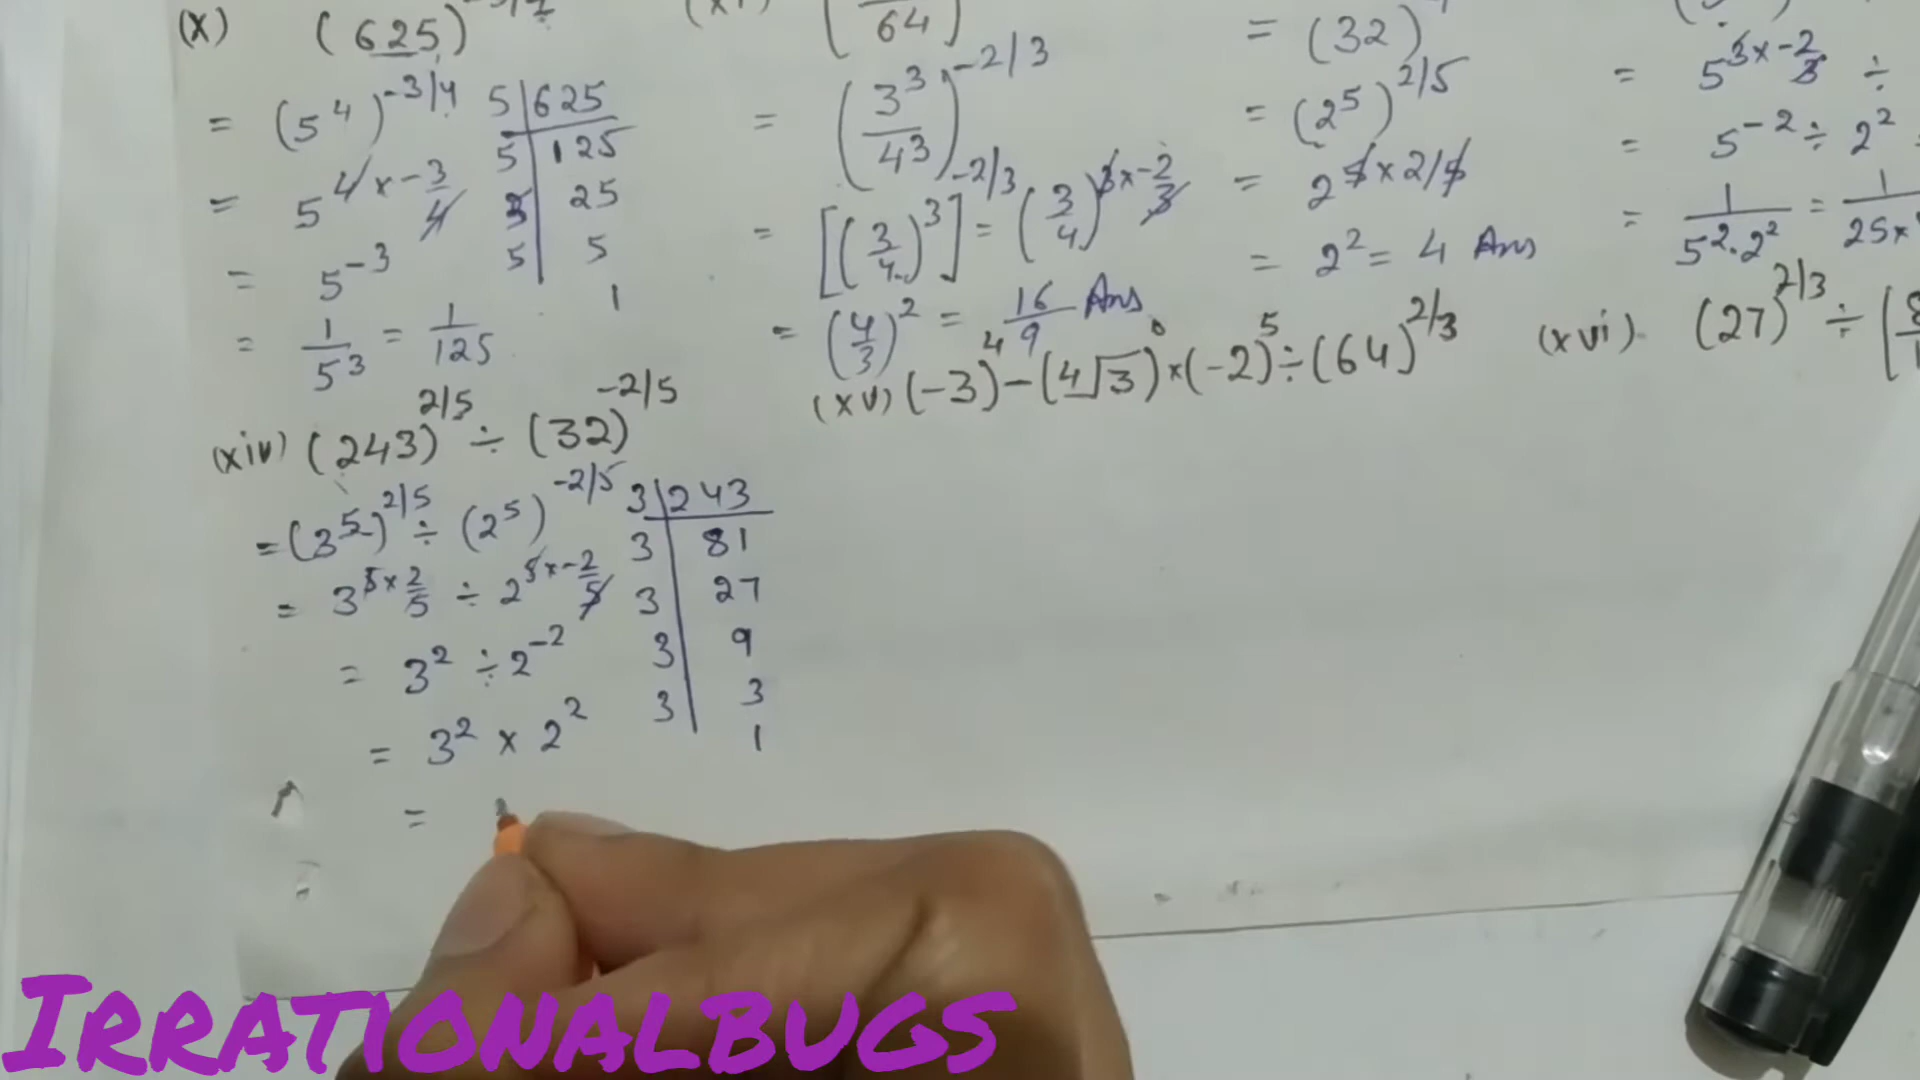 (x) (625)
= (5⁴)^-3/4 5|625
= 5^4×-3/4 5|125
5|25
= 5^-3 5|5
1
= 1/5³ = 1/125
64
= (3³/4³)^-2/3
= [(3/4)³]^-2/3 = (3/4)^3×-2/3
= (4/3)² = 16/9 Ans
= (32)
= (2⁵)^2/5
= 2^5×2/5
= 2² = 4 Ans
= 5^3×-2/3 ÷
= 5^-2 ÷ 2²
= 1/5²·2² = 1/25×
(xiv) (243)^2/5 ÷ (32)^-2/5
= (3⁵)^2/5 ÷ (2⁵)^-2/5 3|243
= 3^5×2/5 ÷ 2^5×-2/5 3|81
3|27
= 3² ÷ 2^-2 3|9
= 3² × 2² 3|3
1
=
(xv) (-3)⁴ - (4√3)⁰ × (-2)⁵ ÷ (64)^2/3
(xvi) (27)^2/3 ÷
IRRATIONALBUGS